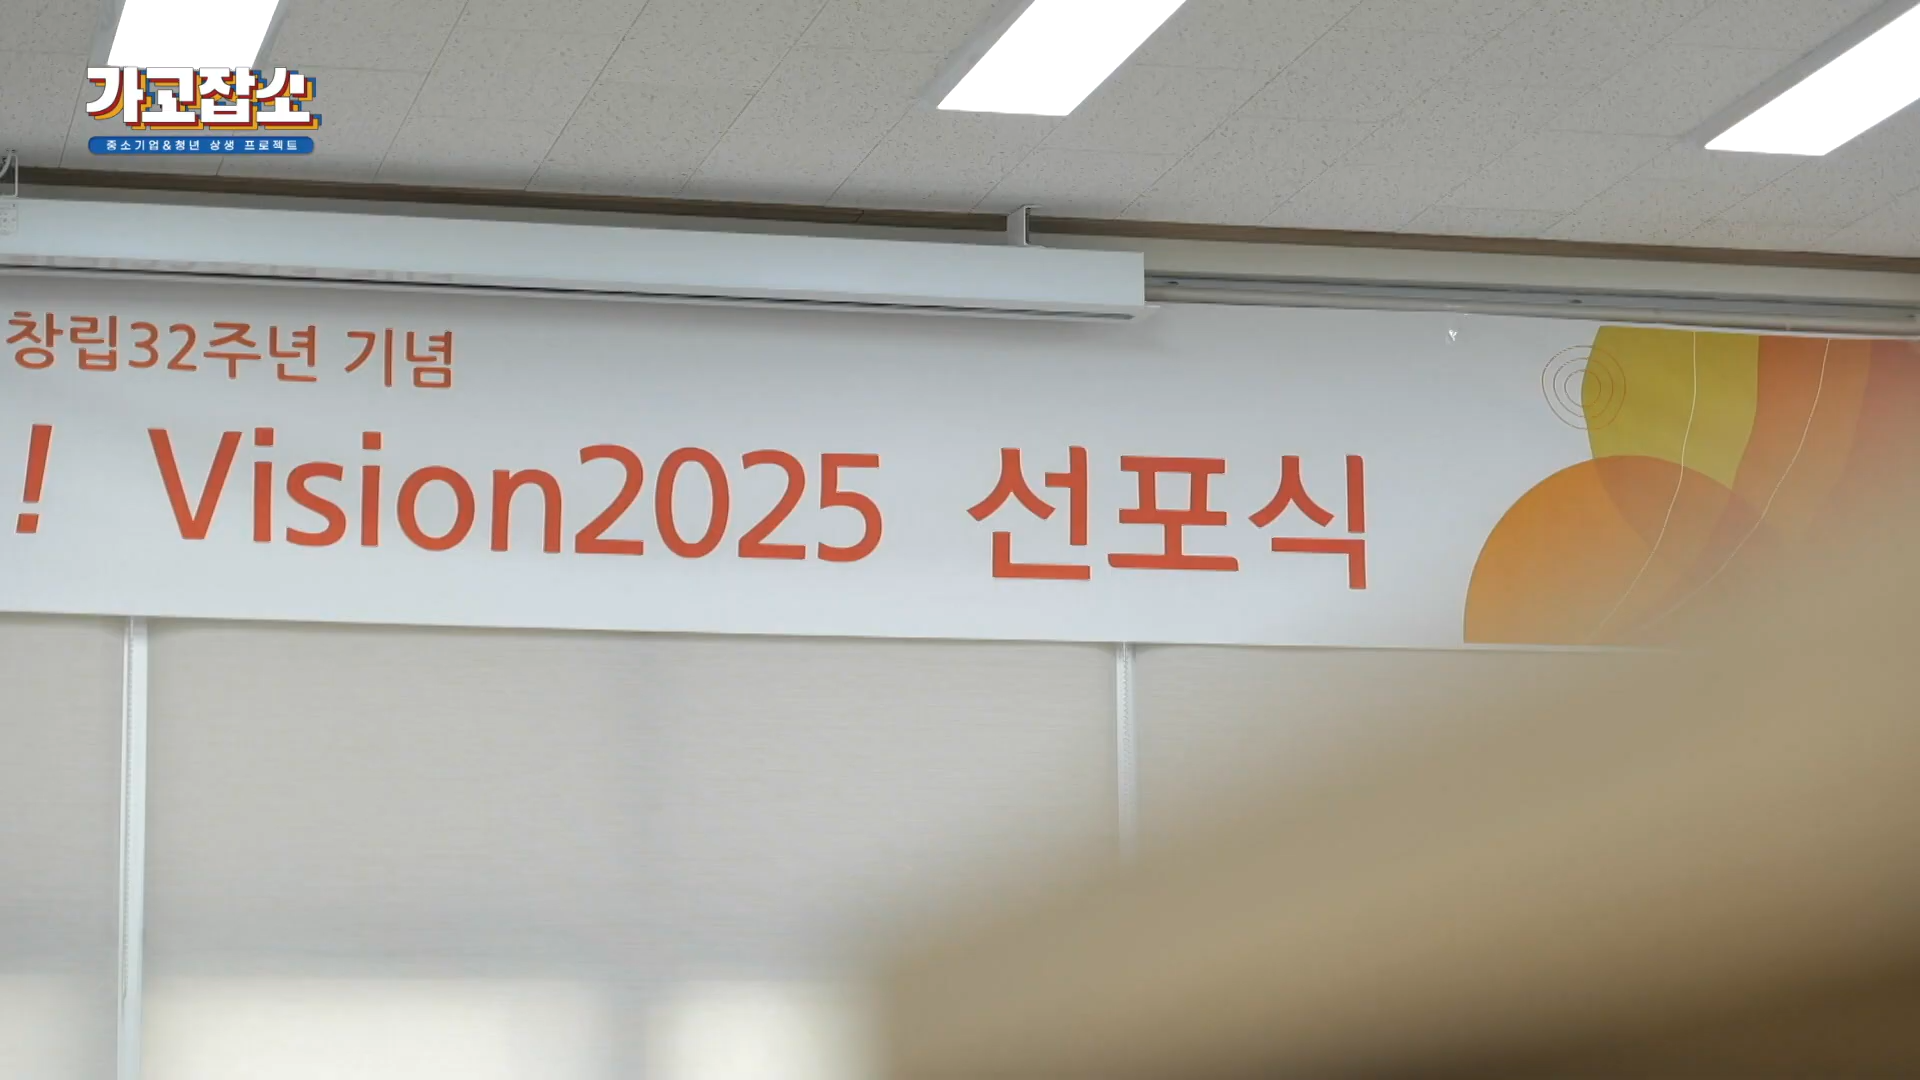 가고잡소
중소기업&청년 상생 프로젝트
창립32주년 기념
! Vision2025 선포식